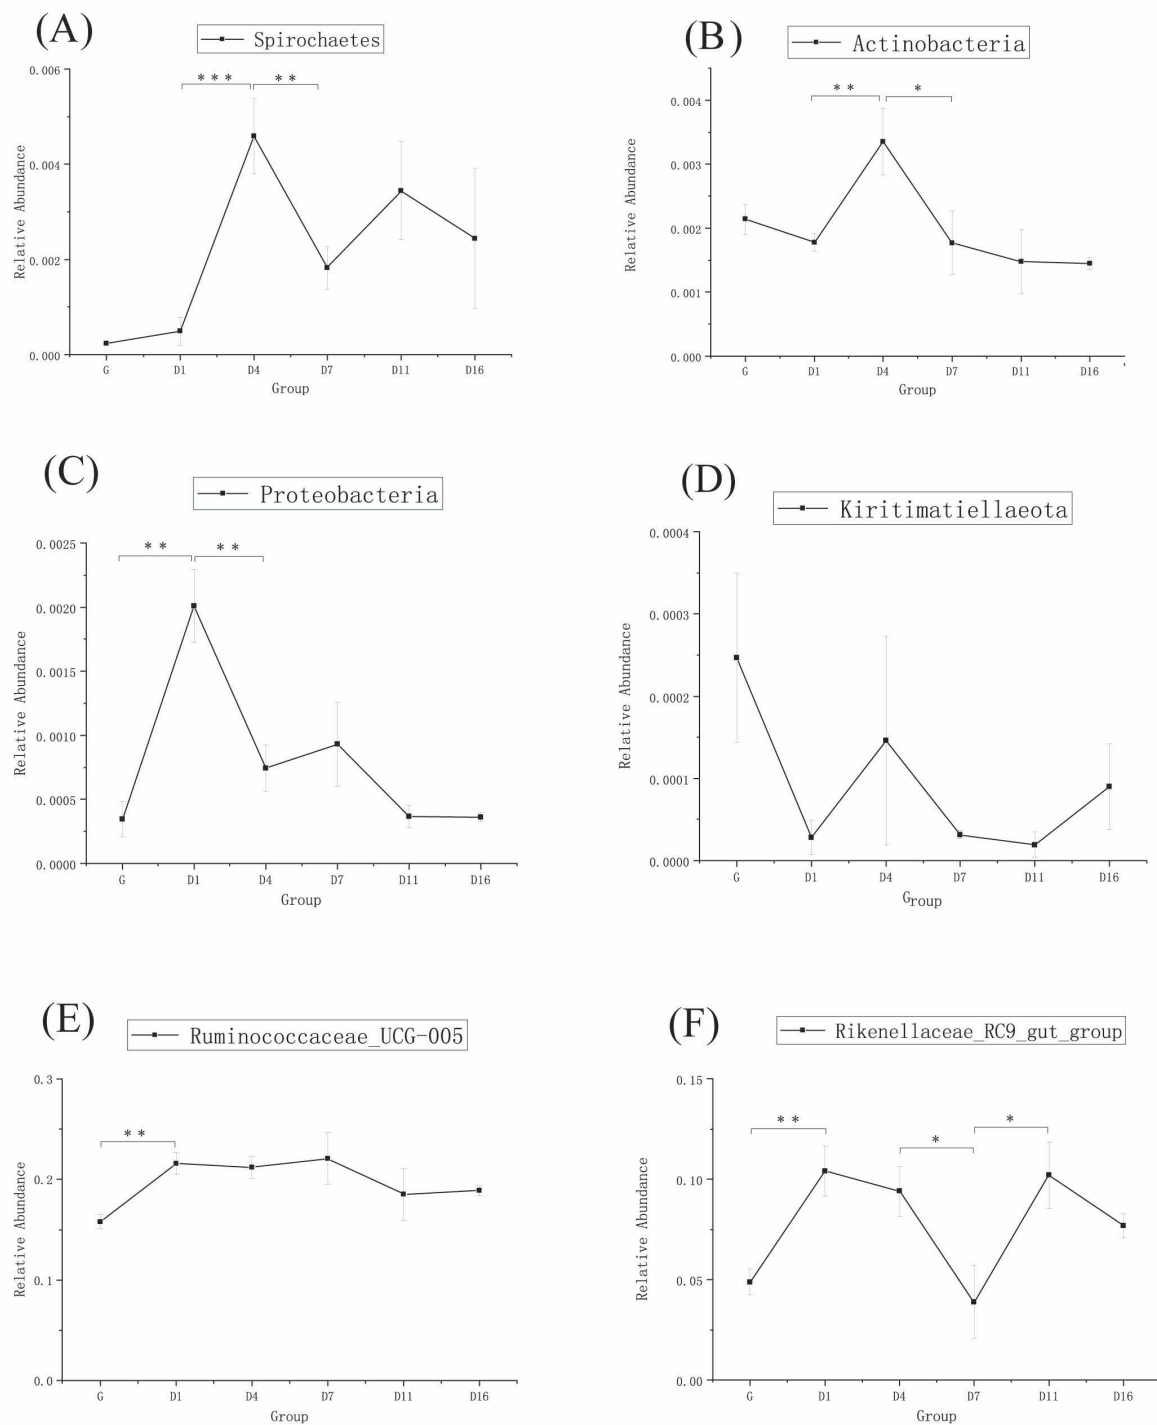 (A)
Spirochaetes
0.006
0.004
0.002
0.000
Relative Abundance
*** **
G D1 D4 D7 D11 D16
Group
(B)
Actinobacteria
0.004
0.003
0.002
0.001
0.000
Relative Abundance
** *
G D1 D4 D7 D11 D16
Group
(C)
Proteobacteria
0.0025
0.0020
0.0015
0.0010
0.0005
0.0000
Relative Abundance
** **
G D1 D4 D7 D11 D16
Group
(D)
Kiritimatiellaeota
0.0004
0.0003
0.0002
0.0001
0.0000
Relative Abundance
G D1 D4 D7 D11 D16
Group
(E)
Ruminococcaceae_UCG-005
0.3
0.2
0.1
0.0
Relative Abundance
**
G D1 D4 D7 D11 D16
Group
(F)
Rikenellaceae_RC9_gut_group
0.15
0.10
0.05
0.00
Relative Abundance
** * *
G D1 D4 D7 D11 D16
Group